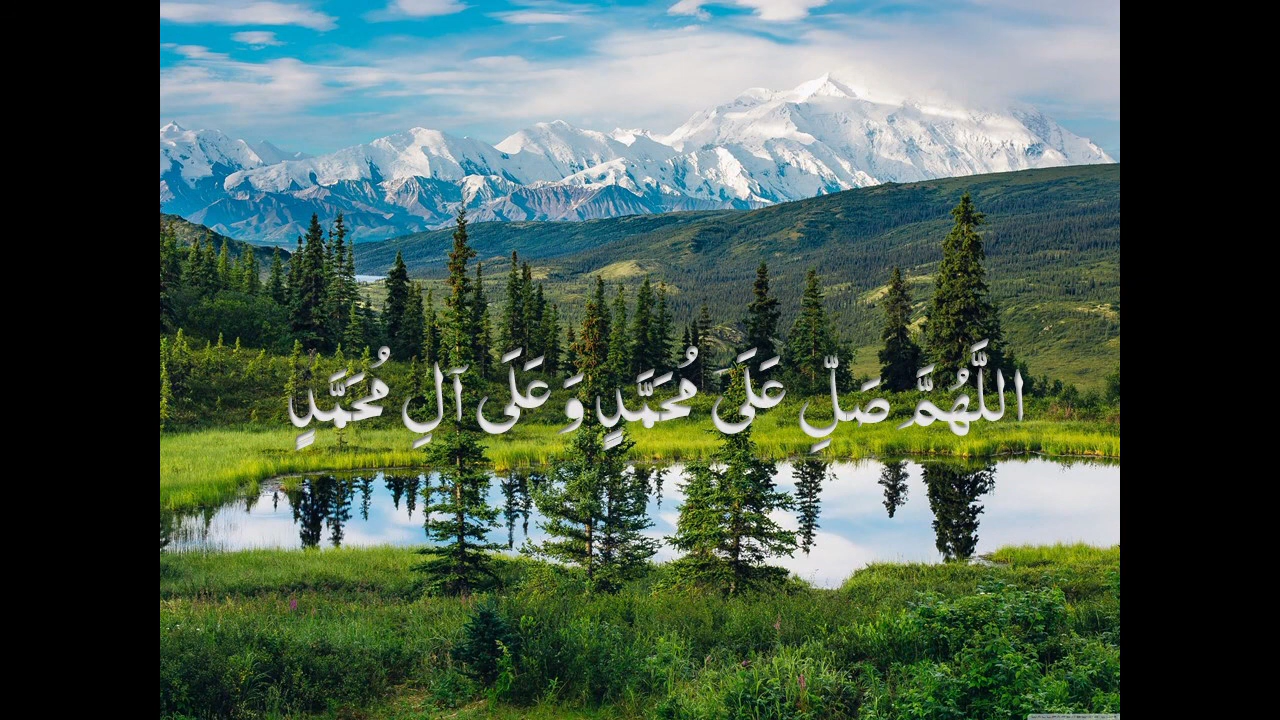 اللَّهُمَّ صَلِّ عَلَى مُحَمَّدٍ وَعَلَى آلِ مُحَمَّدٍ